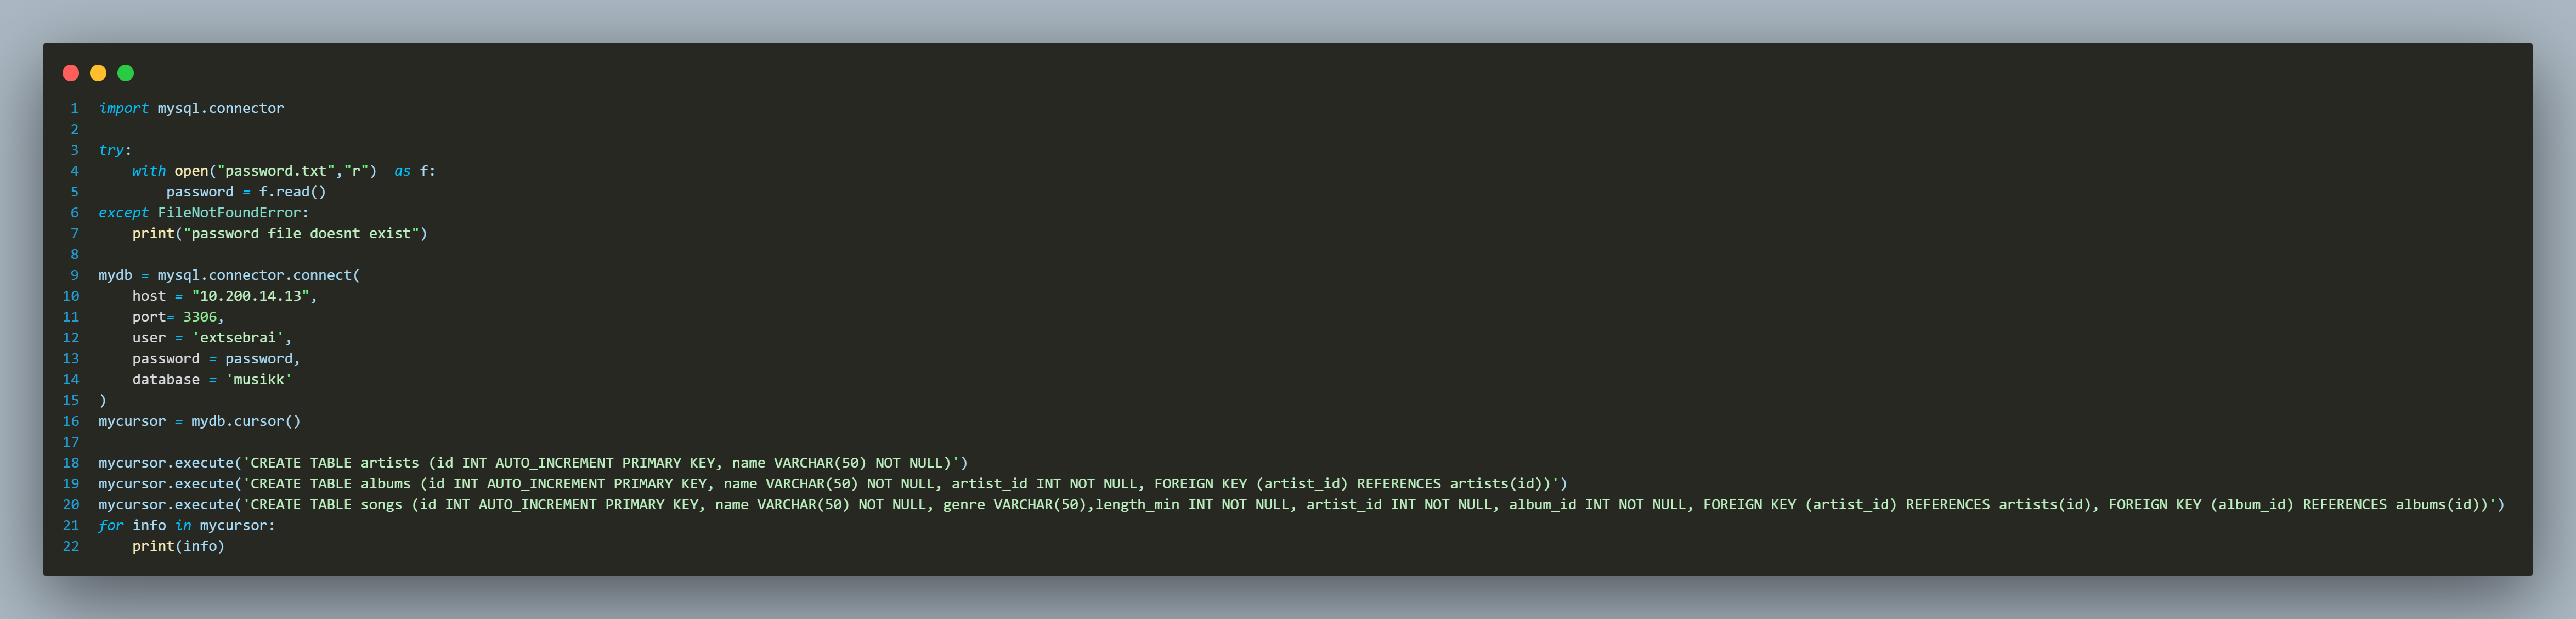 1 import mysql.connector
2
3 try:
4     with open("password.txt","r")  as f:
5         password = f.read()
6 except FileNotFoundError:
7     print("password file doesnt exist")
8
9 mydb = mysql.connector.connect(
10     host = "10.200.14.13",
11     port= 3306,
12     user = 'extsebrai',
13     password = password,
14     database = 'musikk'
15 )
16 mycursor = mydb.cursor()
17
18 mycursor.execute('CREATE TABLE artists (id INT AUTO_INCREMENT PRIMARY KEY, name VARCHAR(50) NOT NULL)')
19 mycursor.execute('CREATE TABLE albums (id INT AUTO_INCREMENT PRIMARY KEY, name VARCHAR(50) NOT NULL, artist_id INT NOT NULL, FOREIGN KEY (artist_id) REFERENCES artists(id))')
20 mycursor.execute('CREATE TABLE songs (id INT AUTO_INCREMENT PRIMARY KEY, name VARCHAR(50) NOT NULL, genre VARCHAR(50),length_min INT NOT NULL, artist_id INT NOT NULL, album_id INT NOT NULL, FOREIGN KEY (artist_id) REFERENCES artists(id), FOREIGN KEY (album_id) REFERENCES albums(id))')
21 for info in mycursor:
22     print(info)